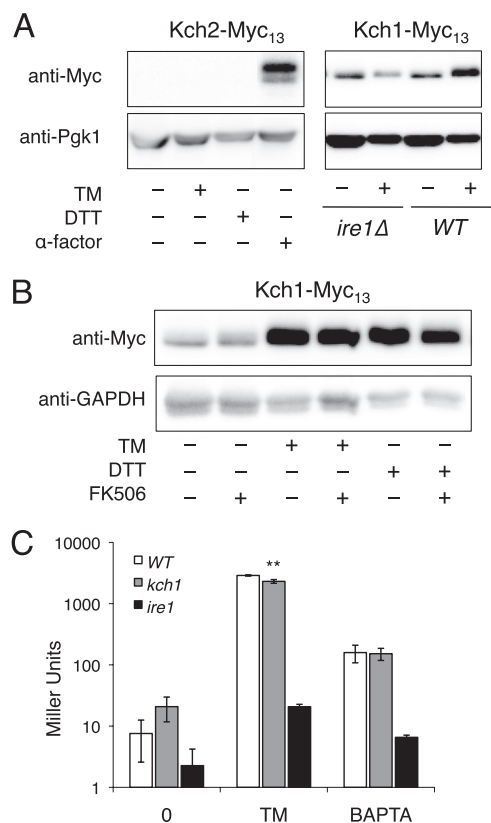 A
Kch2-Myc13 Kch1-Myc13
anti-Myc
anti-Pgk1
TM – + – – – + – +
DTT – – + – ire1Δ WT
α-factor – – – +
B
Kch1-Myc13
anti-Myc
anti-GAPDH
TM – – + + – –
DTT – – – – + +
FK506 – + – + – +
C
10000
1000
100
10
1
Miller Units
WT
kch1
ire1
**
0 TM BAPTA